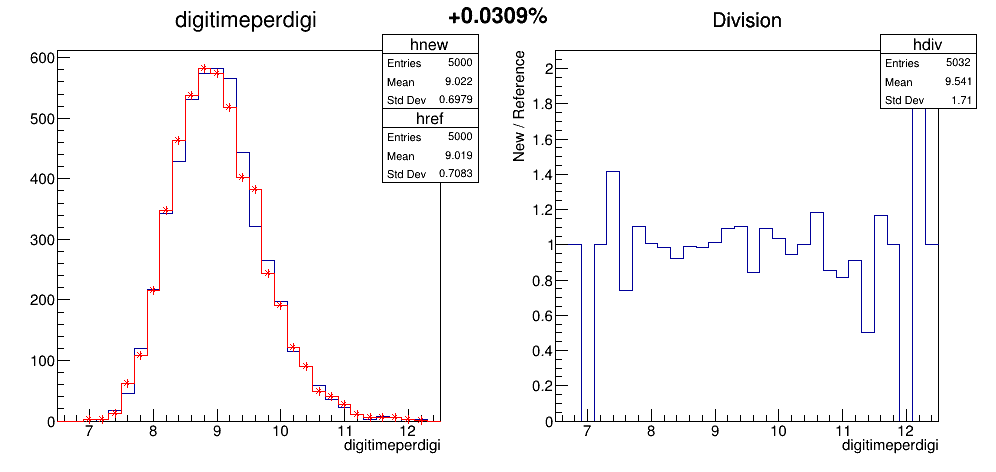 digitimeperdigi
+0.0309%
Division
hnew
Entries 5000
Mean 9.022
Std Dev 0.6979
href
Entries 5000
Mean 9.019
Std Dev 0.7083
600
500
400
300
200
100
0
7 8 9 10 11 12
digitimeperdigi
hdiv
Entries 5032
Mean 9.541
Std Dev 1.71
New / Reference
2
1.8
1.6
1.4
1.2
1
0.8
0.6
0.4
0.2
0
7 8 9 10 11 12
digitimeperdigi